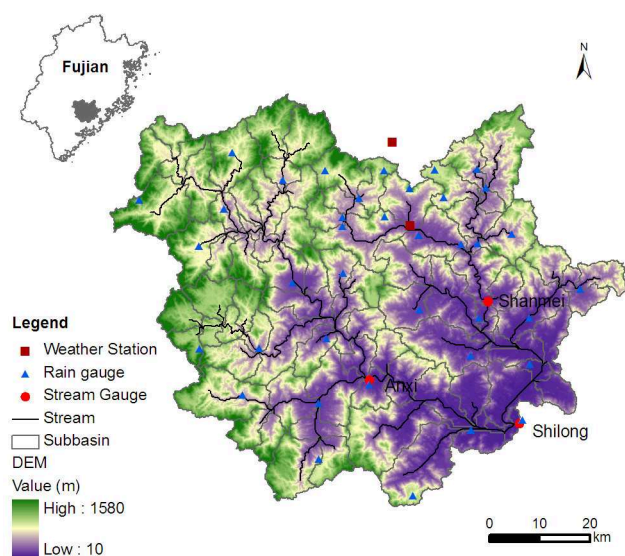 Fujian
N
Shanmei
Anxi
Shilong
Legend
Weather Station
Rain gauge
Stream Gauge
Stream
Subbasin
DEM
Value (m)
High : 1580
Low : 10
0 10 20
km